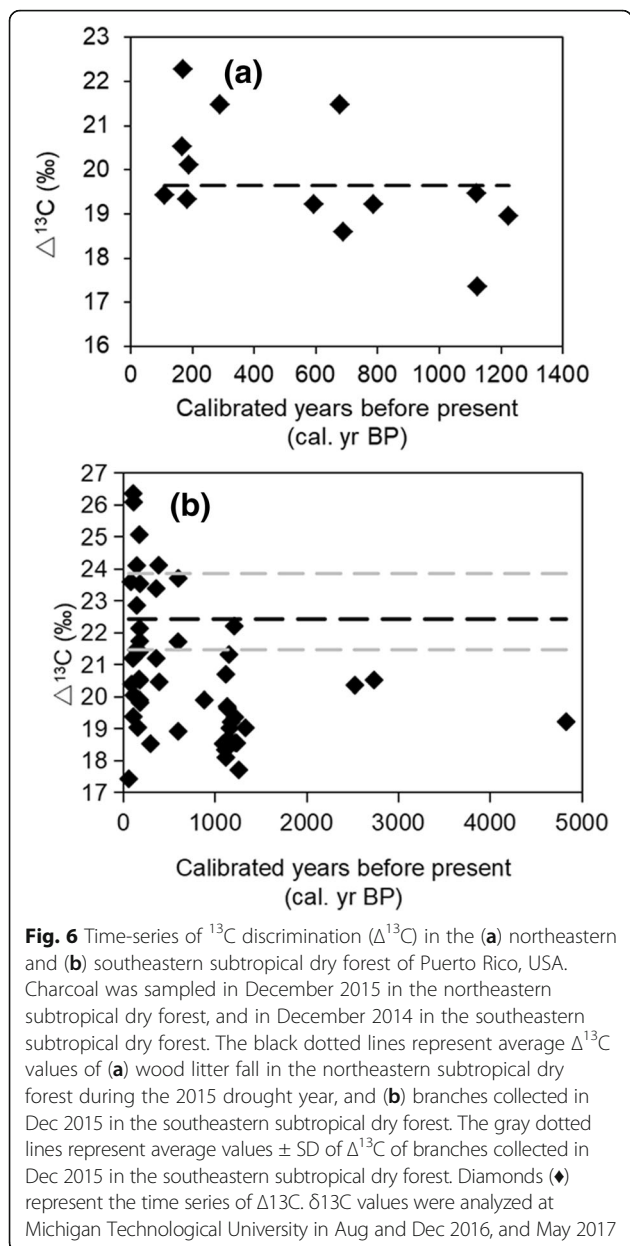 23
22
21
20
19
18
17
16
△ ¹³C (‰)
(a)
0 200 400 600 800 1000 1200 1400
Calibrated years before present
(cal. yr BP)
27
26
25
24
23
22
21
20
19
18
17
△¹³C (‰)
(b)
0 1000 2000 3000 4000 5000
Calibrated years before present
(cal. yr BP)
Fig. 6 Time-series of ¹³C discrimination (Δ¹³C) in the (a) northeastern
and (b) southeastern subtropical dry forest of Puerto Rico, USA.
Charcoal was sampled in December 2015 in the northeastern
subtropical dry forest, and in December 2014 in the southeastern
subtropical dry forest. The black dotted lines represent average Δ¹³C
values of (a) wood litter fall in the northeastern subtropical dry
forest during the 2015 drought year, and (b) branches collected in
Dec 2015 in the southeastern subtropical dry forest. The gray dotted
lines represent average values ± SD of Δ¹³C of branches collected in
Dec 2015 in the southeastern subtropical dry forest. Diamonds (♦)
represent the time series of Δ13C. δ13C values were analyzed at
Michigan Technological University in Aug and Dec 2016, and May 2017